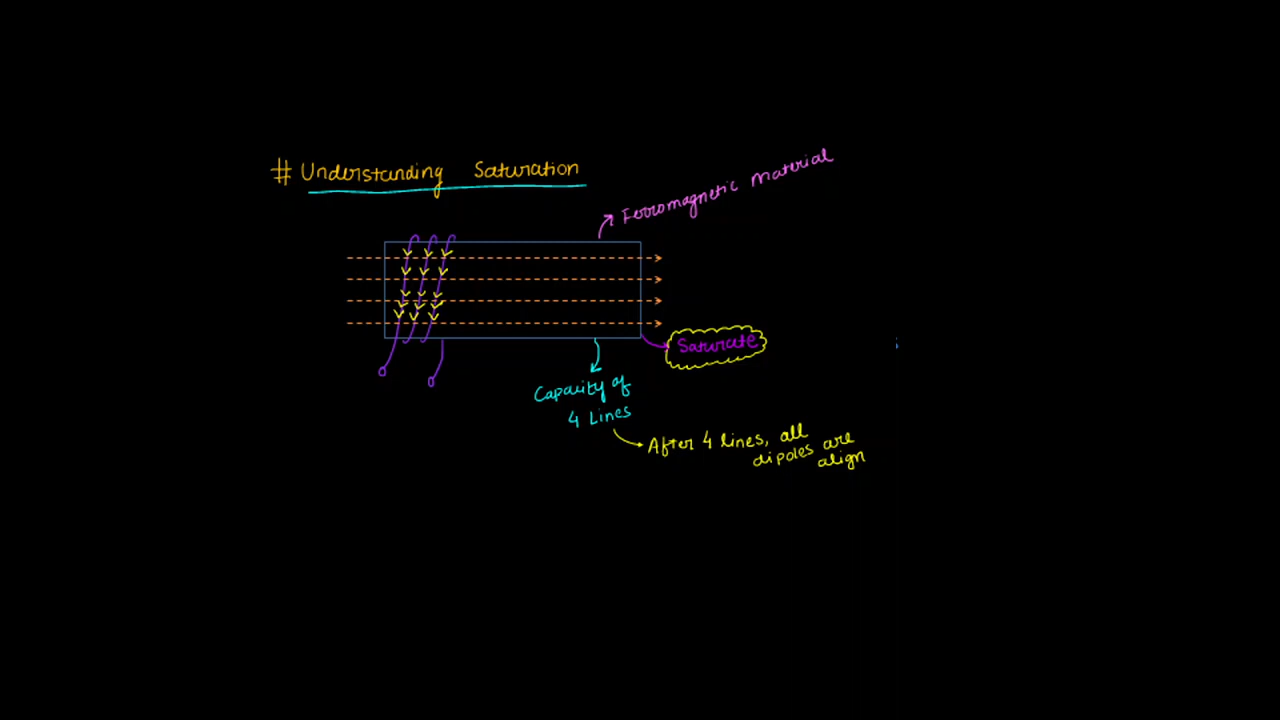 # Understanding Saturation
Ferromagnetic Material
Saturate
Capacity of
4 Lines
After 4 lines, all
dipoles are
align